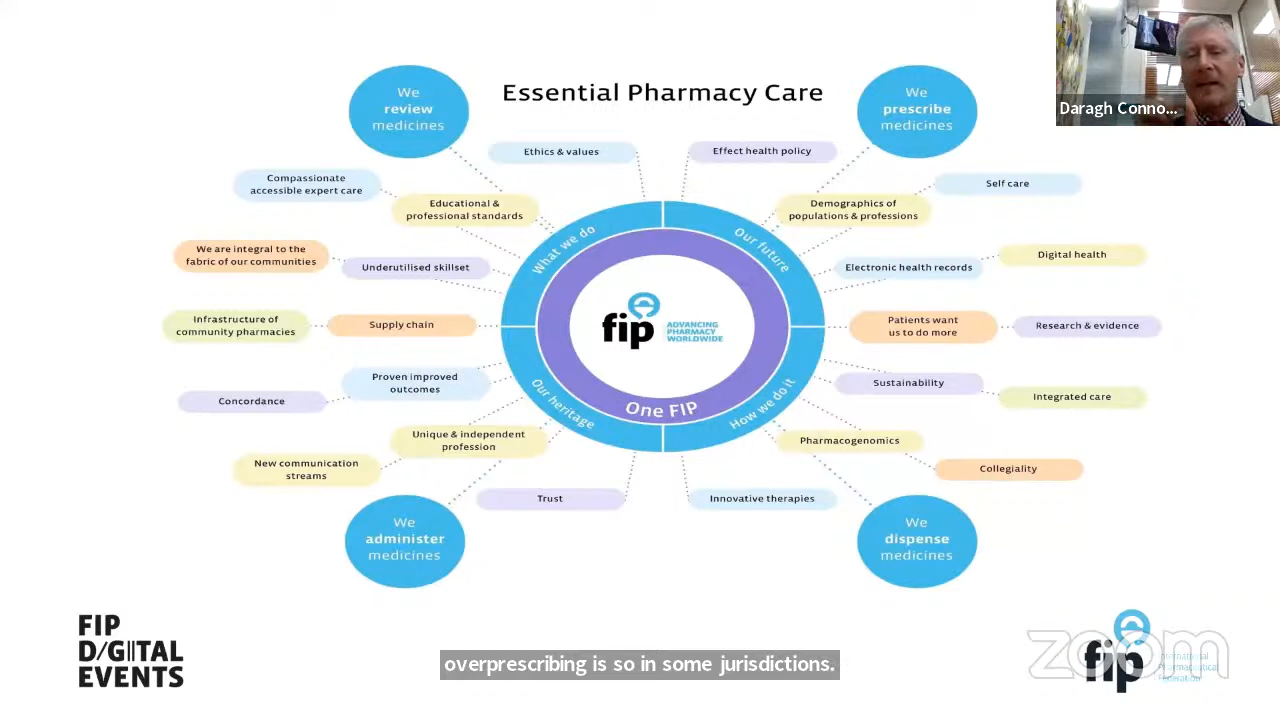 Essential Pharmacy Care
We
review
medicines
We
prescribe
medicines
Daragh Conno...
Ethics & values
Effect health policy
Compassionate
accessible expert care
Self care
Educational &
professional standards
Demographics of
populations & professions
We are integral to the
fabric of our communities
Underutilised skillset
What we do
Our future
Electronic health records
Digital health
Infrastructure of
community pharmacies
Supply chain
fip
ADVANCING
PHARMACY
WORLDWIDE
Patients want
us to do more
Research & evidence
Concordance
Proven improved
outcomes
Our heritage
One FIP
How we do it
Sustainability
Integrated care
New communication
streams
Unique & independent
profession
Pharmacogenomics
Collegiality
Trust
Innovative therapies
We
administer
medicines
We
dispense
medicines
FIP
DIGITAL
EVENTS
overprescribing is so in some jurisdictions.
zoom
fip
International
Pharmaceutical
Federation